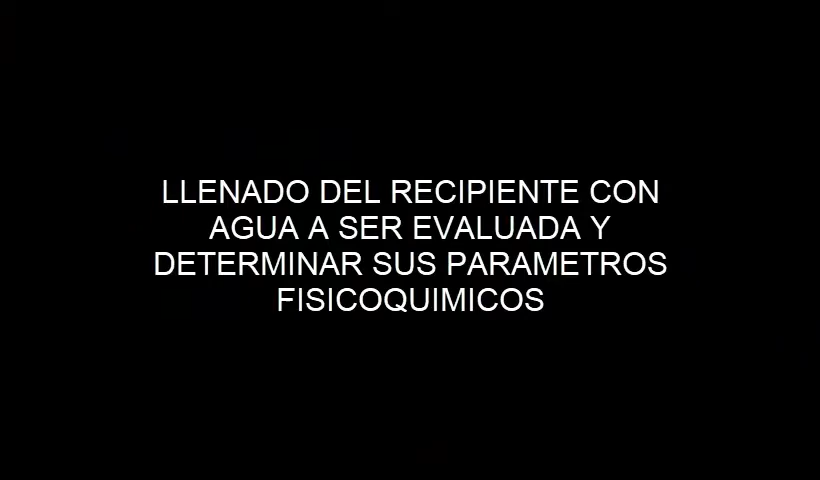 LLENADO DEL RECIPIENTE CON
AGUA A SER EVALUADA Y
DETERMINAR SUS PARAMETROS
FISICOQUIMICOS